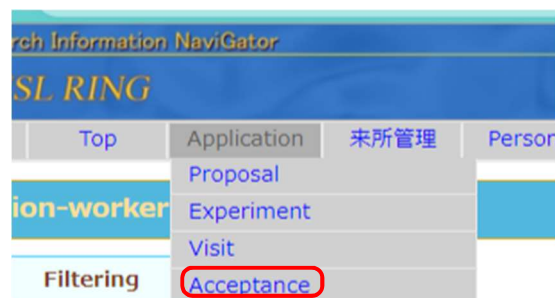 rch Information NaviGator
SL RING
Top Application 来所管理 Person
Proposal
ion-worker Experiment
Visit
Filtering Acceptance